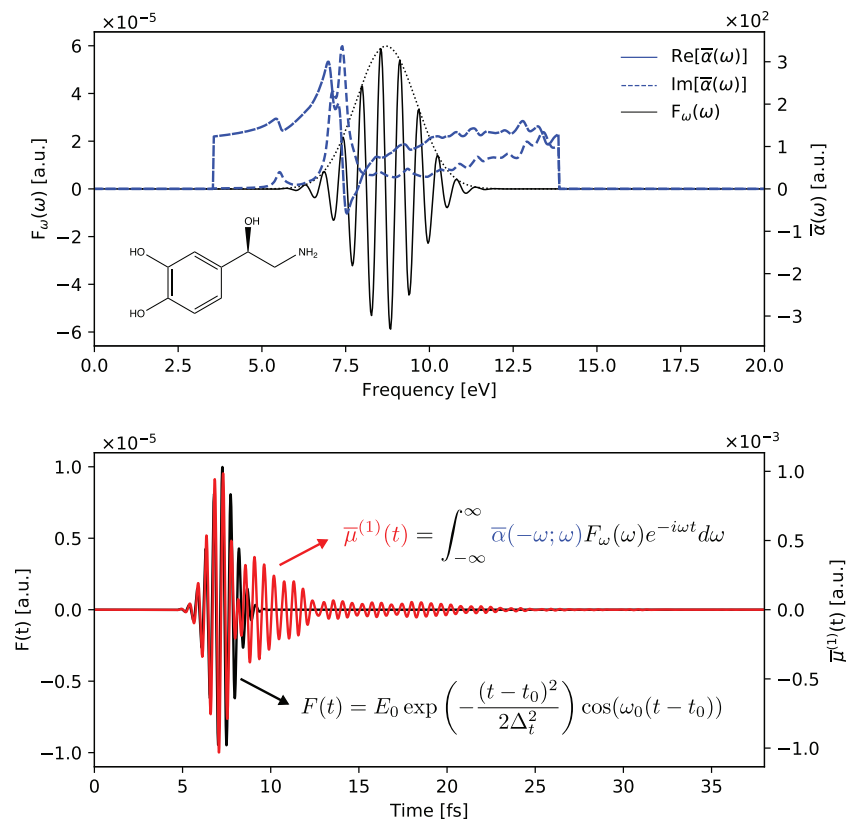 ×10⁻⁵
×10²
6
4
2
0
−2
−4
−6
F_ω(ω) [a.u.]
3
2
1
0
−1
−2
−3
α̅(ω) [a.u.]
Re[α̅(ω)]
Im[α̅(ω)]
F_ω(ω)
OH
HO
NH₂
HO
0.0 2.5 5.0 7.5 10.0 12.5 15.0 17.5 20.0
Frequency [eV]
×10⁻⁵
×10⁻³
1.0
0.5
0.0
−0.5
−1.0
F(t) [a.u.]
1.0
0.5
0.0
−0.5
−1.0
μ̅⁽¹⁾(t) [a.u.]
μ̅⁽¹⁾(t) = ∫_{−∞}^{∞} α̅(−ω; ω)F_ω(ω)e^{−iωt}dω
F(t) = E₀ exp(−(t − t₀)²/2Δ_t²) cos(ω₀(t − t₀))
0 5 10 15 20 25 30 35
Time [fs]